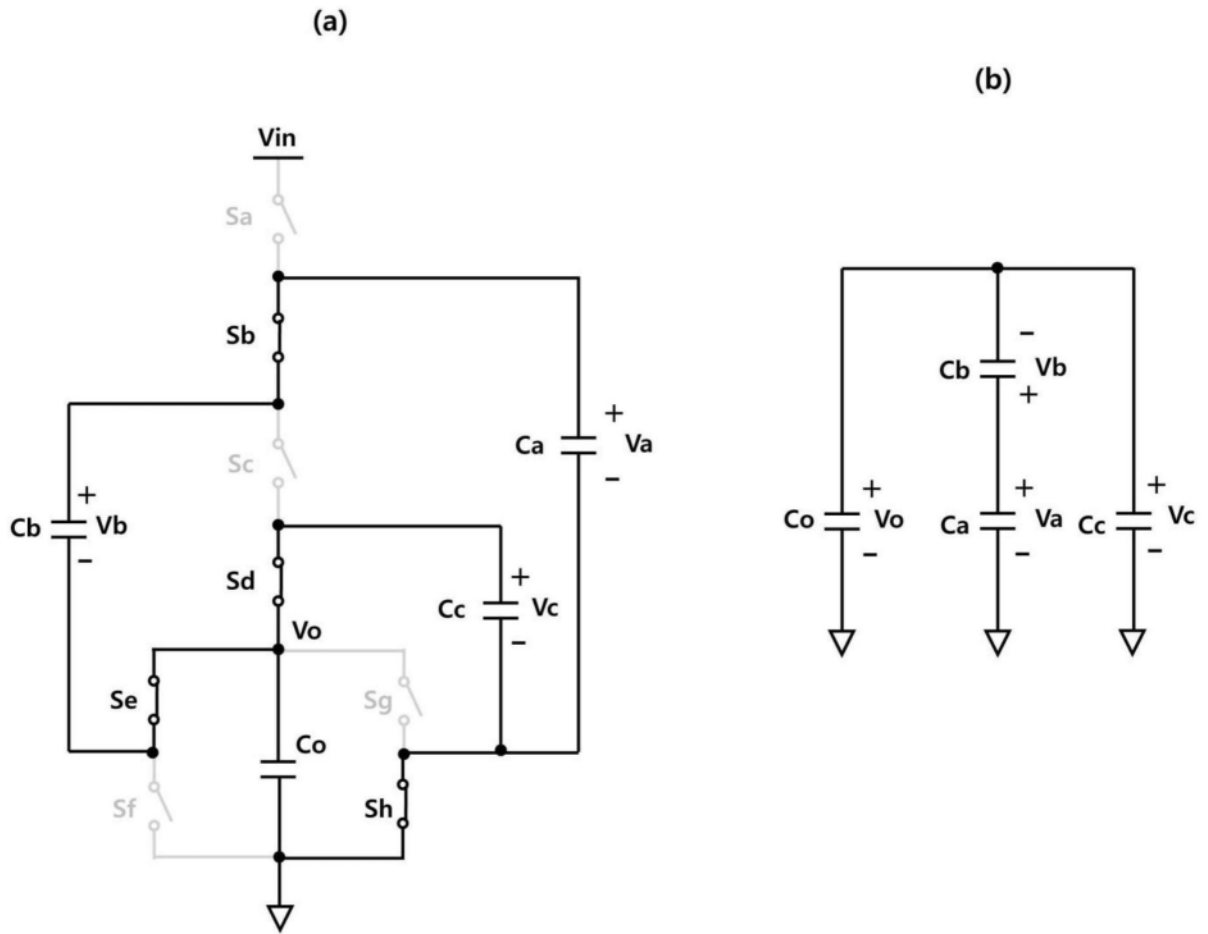 (a)
(b)
Vin
Sa
Sb
Sc
Ca
+
Va
−
Cb
+
Vb
−
Sd
Cc
+
Vc
−
Vo
Se
Sg
Co
Sf
Sh
−
Cb
Vb
+
Co
+
Vo
−
Ca
+
Va
−
Cc
+
Vc
−